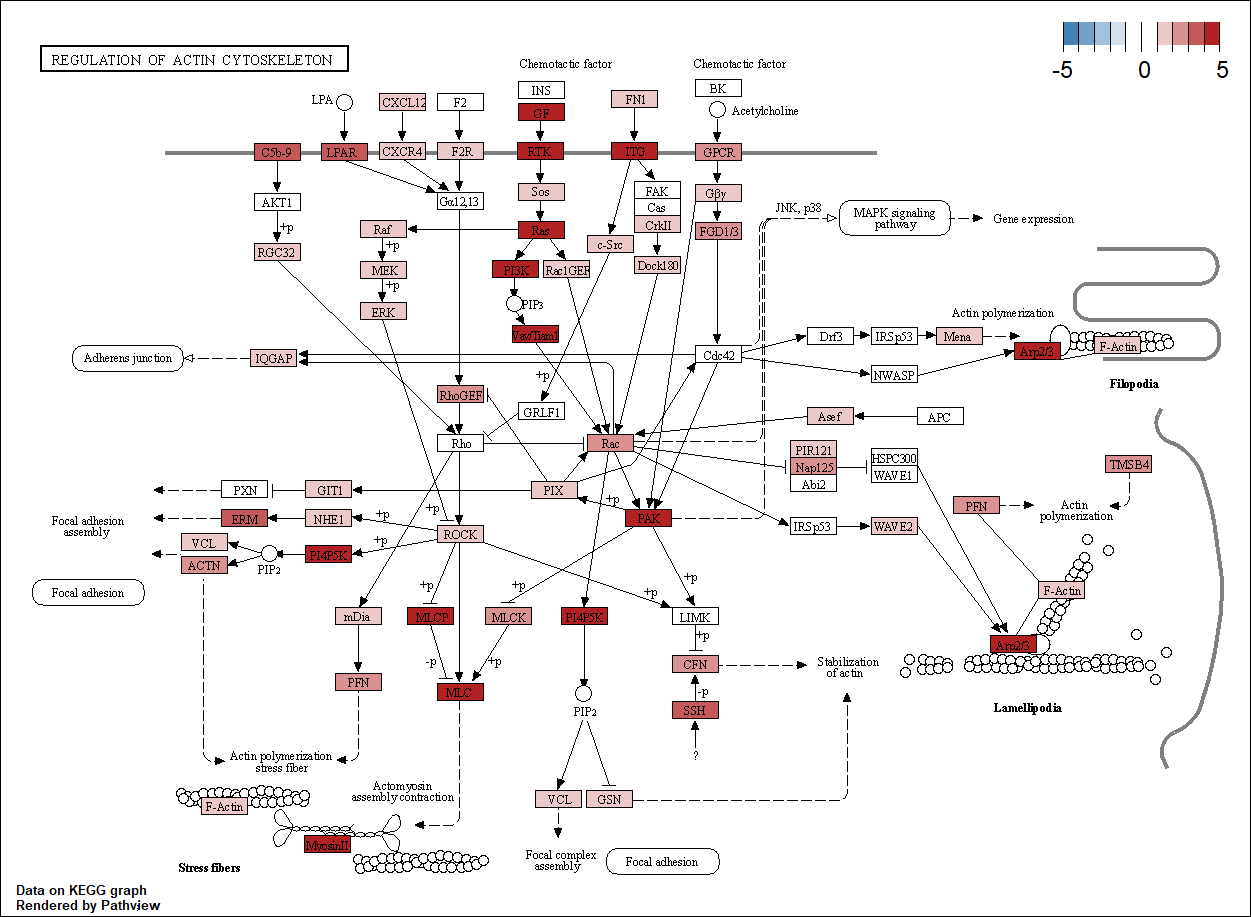 REGULATION OF ACTIN CYTOSKELETON
-5 0 5
Chemotactic factor
Chemotactic factor
LPA
CXCL12
F2
INS
GF
FN1
BK
Acetylcholine
C5b-9
LPAR
CXCR4
F2R
RTK
ITG
GPCR
AKT1
Gα12,13
Sos
FAK
Cas
CrkII
Gβγ
JNK, p38
MAPK signaling
pathway
Gene expression
+p
RGC32
Raf
+p
MEK
+p
ERK
Ras
c-Src
FGD1/3
PI3K
Rac1GEF
Dock180
PIP3
Vav/Tiam1
Actin polymerization
Drf3
IRSp53
Mena
Arp2/3
F-Actin
Filopodia
Adherens junction
IQGAP
Cdc42
NWASP
+p
RhoGEF
GRLF1
Asef
APC
Rho
Rac
PIR121
Nap125
Abi2
HSPC300
WAVE1
TMSB4
PXN
GIT1
PIX
+p
PFN
Actin
polymerization
Focal adhesion
assembly
ERM
NHE1
+p
+p
ROCK
PAK
IRSp53
WAVE2
VCL
ACTN
PIP2
PI4P5K
+p
Focal adhesion
+p
+p
+p
+p
F-Actin
mDia
MLCP
MLCK
PI4P5K
LIMK
+p
Arp2/3
-p
+p
CFN
Stabilization
of actin
PFN
MLC
-p
SSH
Lamellipodia
PIP2
?
Actin polymerization
stress fiber
Actomyosin
assembly contraction
F-Actin
VCL
GSN
MyosinII
Stress fibers
Focal complex
assembly
Focal adhesion
Data on KEGG graph
Rendered by Pathview